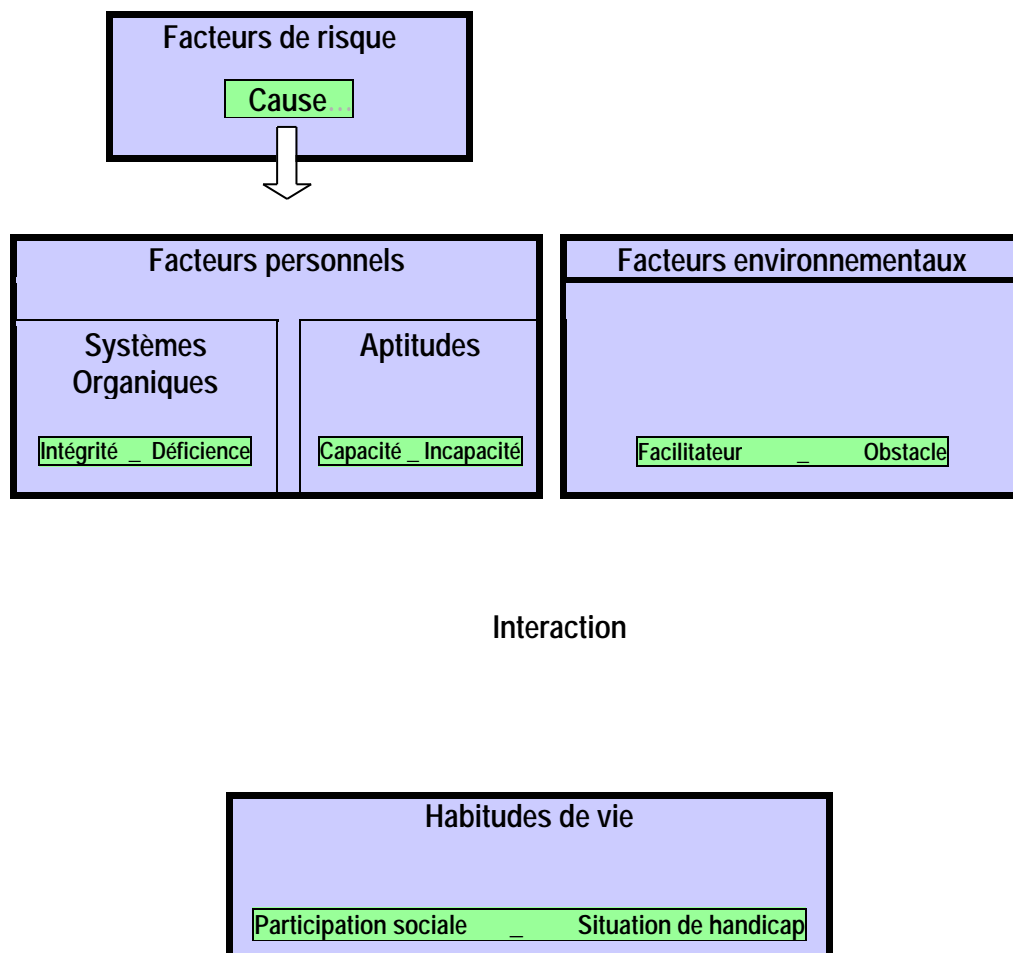 Facteurs de risque
Cause...
Facteurs personnels
Facteurs environnementaux
Systèmes
Organiques
Aptitudes
Intégrité _ Déficience
Capacité _ Incapacité
Facilitateur _ Obstacle
Interaction
Habitudes de vie
Participation sociale _ Situation de handicap